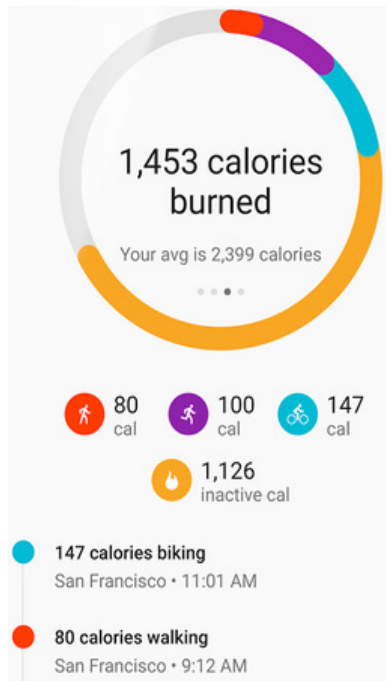 1,453 calories
burned
Your avg is 2,399 calories
80
cal
100
cal
147
cal
1,126
inactive cal
147 calories biking
San Francisco • 11:01 AM
80 calories walking
San Francisco • 9:12 AM